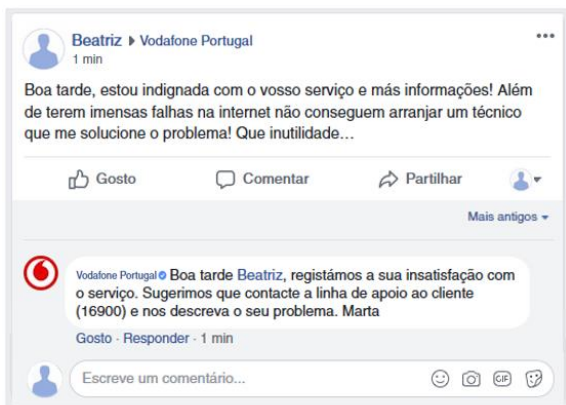 Beatriz ▸ Vodafone Portugal
1 min
Boa tarde, estou indignada com o vosso serviço e más informações! Além
de terem imensas falhas na internet não conseguem arranjar um técnico
que me solucione o problema! Que inutilidade…
Gosto Comentar Partilhar
Mais antigos
Vodafone Portugal Boa tarde Beatriz, registámos a sua insatisfação com
o serviço. Sugerimos que contacte a linha de apoio ao cliente
(16900) e nos descreva o seu problema. Marta
Gosto · Responder · 1 min
Escreve um comentário... GIF